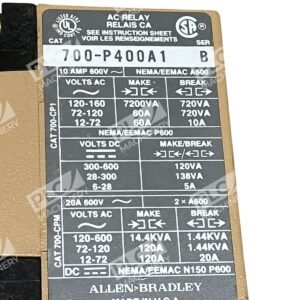 AC RELAY
RELAIS CA
SEE INSTRUCTION SHEET
VOIR LES RENSEIGNEMENTS
CAT SER
700-P400A1 B
10 AMP 600V~ NEMA/EEMAC A600
VOLTS AC MAKE BREAK
120-160 7200VA 720VA
72-120 60A 720VA
12-72 60A 10A
NEMA/EEMAC P600
VOLTS DC MAKE/BREAK
300-600 120VA
28-300 138VA
6-28 5A
CAT 700-CP1
20A 600V~ 2 × A600
VOLTS AC MAKE BREAK
120-600 14.4KVA 1.44KVA
72-120 120A 1.44KVA
12-72 120A 20A
CAT 700-CPM
DC NEMA/EEMAC N150 P600
ALLEN-BRADLEY
MADE IN U.S.A.